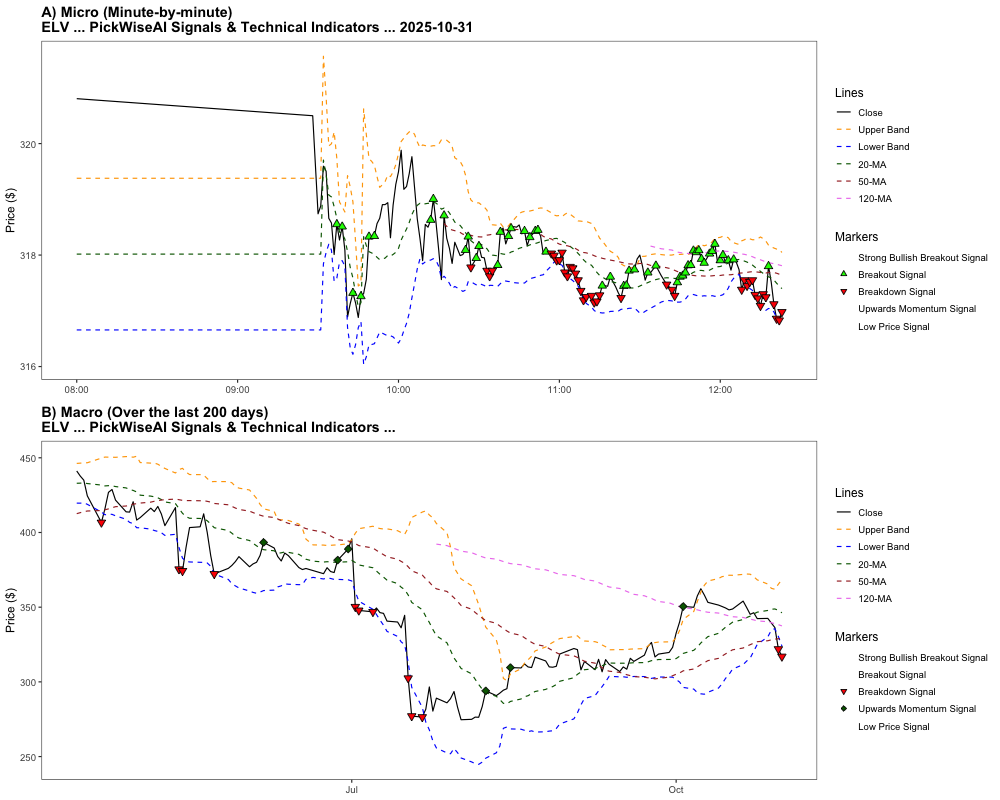 A) Micro (Minute-by-minute)
ELV ... PickWiseAI Signals & Technical Indicators ... 2025-10-31
Price ($)
320
318
316
08:00
09:00
10:00
11:00
12:00
Lines
Close
Upper Band
Lower Band
20-MA
50-MA
120-MA
Markers
Strong Bullish Breakout Signal
Breakout Signal
Breakdown Signal
Upwards Momentum Signal
Low Price Signal
B) Macro (Over the last 200 days)
ELV ... PickWiseAI Signals & Technical Indicators ...
Price ($)
450
400
350
300
250
Jul
Oct
Lines
Close
Upper Band
Lower Band
20-MA
50-MA
120-MA
Markers
Strong Bullish Breakout Signal
Breakout Signal
Breakdown Signal
Upwards Momentum Signal
Low Price Signal